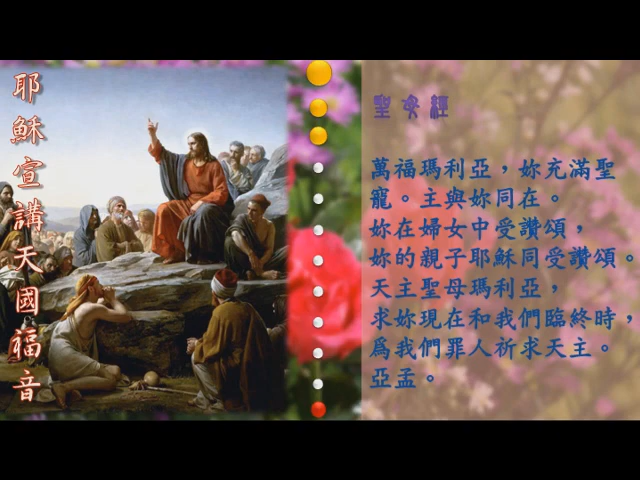 耶穌宣講天國福音
聖母經
萬福瑪利亞，妳充滿聖
寵。主與妳同在。
妳在婦女中受讚頌，
妳的親子耶穌同受讚頌。
天主聖母瑪利亞，
求妳現在和我們臨終時，
為我們罪人祈求天主。
亞孟。